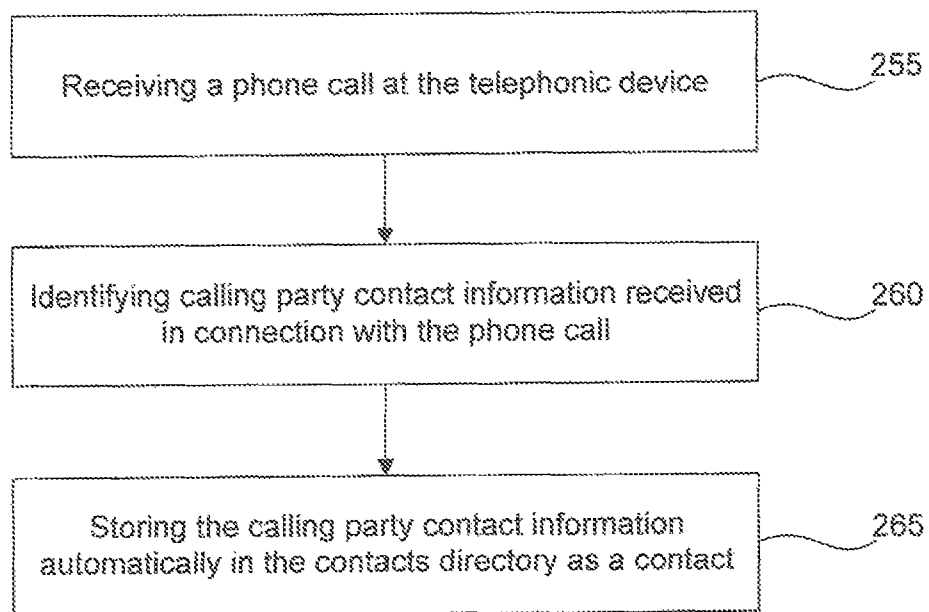 Receiving a phone call at the telephonic device
255
Identifying calling party contact information received
in connection with the phone call
260
Storing the calling party contact information
automatically in the contacts directory as a contact
265